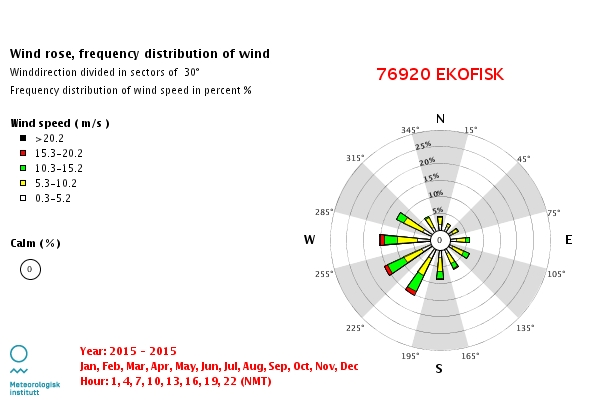 Wind rose, frequency distribution of wind
Winddirection divided in sectors of 30°
Frequency distribution of wind speed in percent %
76920 EKOFISK
Wind speed ( m/s )
>20.2
15.3-20.2
10.3-15.2
5.3-10.2
0.3-5.2
Calm (%)
0
N
345°
15°
315°
45°
285°
75°
W
E
255°
105°
225°
135°
195°
165°
S
25%
20%
15%
10%
5%
0
Year: 2015 - 2015
Jan, Feb, Mar, Apr, May, Jun, Jul, Aug, Sep, Oct, Nov, Dec
Hour: 1, 4, 7, 10, 13, 16, 19, 22 (NMT)
Meteorologisk
institutt